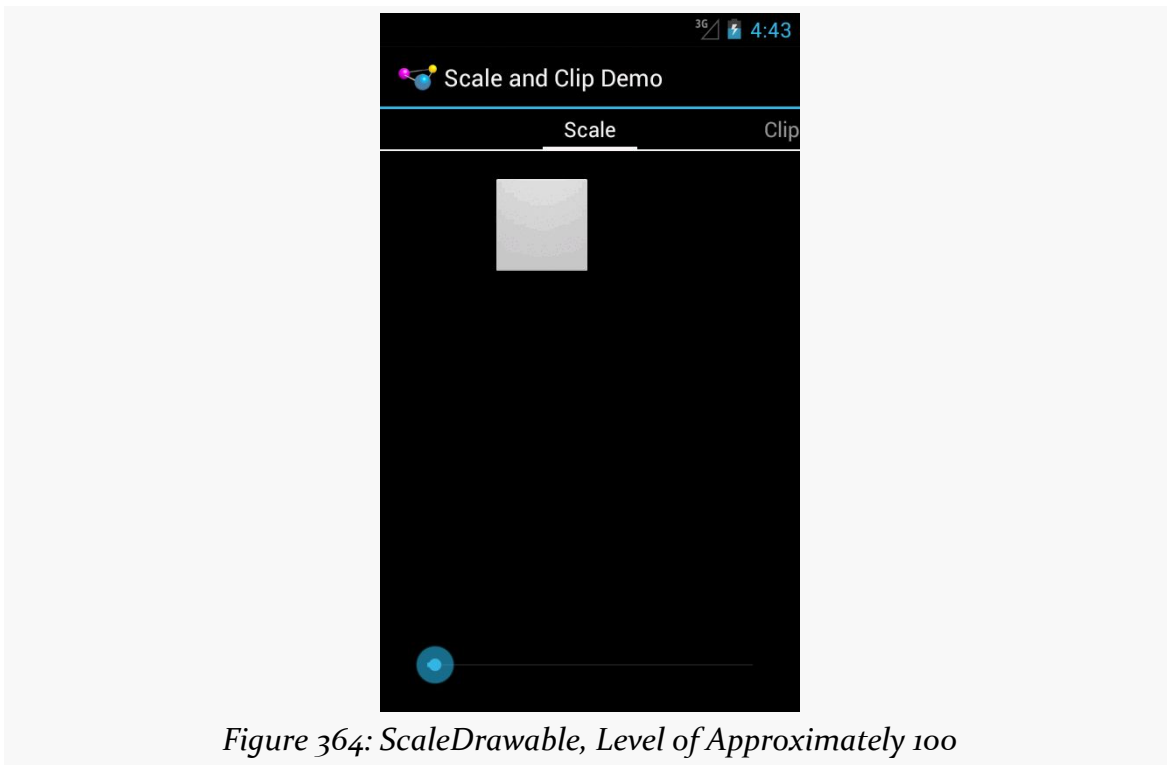 3G 4:43
Scale and Clip Demo
Scale Clip
Figure 364: ScaleDrawable, Level of Approximately 100